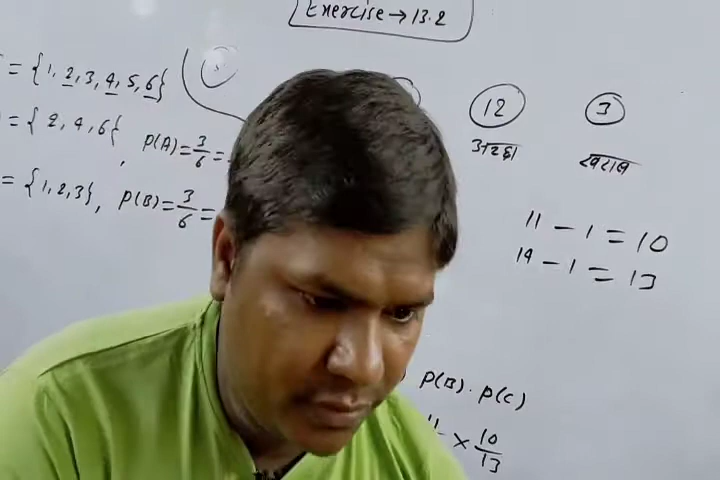 Exercise → 13.2
= {1, 2, 3, 4, 5, 6}
12 3
= {2, 4, 6}, P(A) = 3/6 =
अच्छा खराब
= {1, 2, 3}, P(B) = 3/6 =
11 - 1 = 10
14 - 1 = 13
P(B) · P(C)
× 10/13